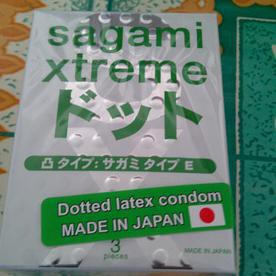 sagami
xtreme
ドット
凸 タイプ：サガミ タイプ E
Dotted latex condom
MADE IN JAPAN
3
pieces
MADE IN JAPAN